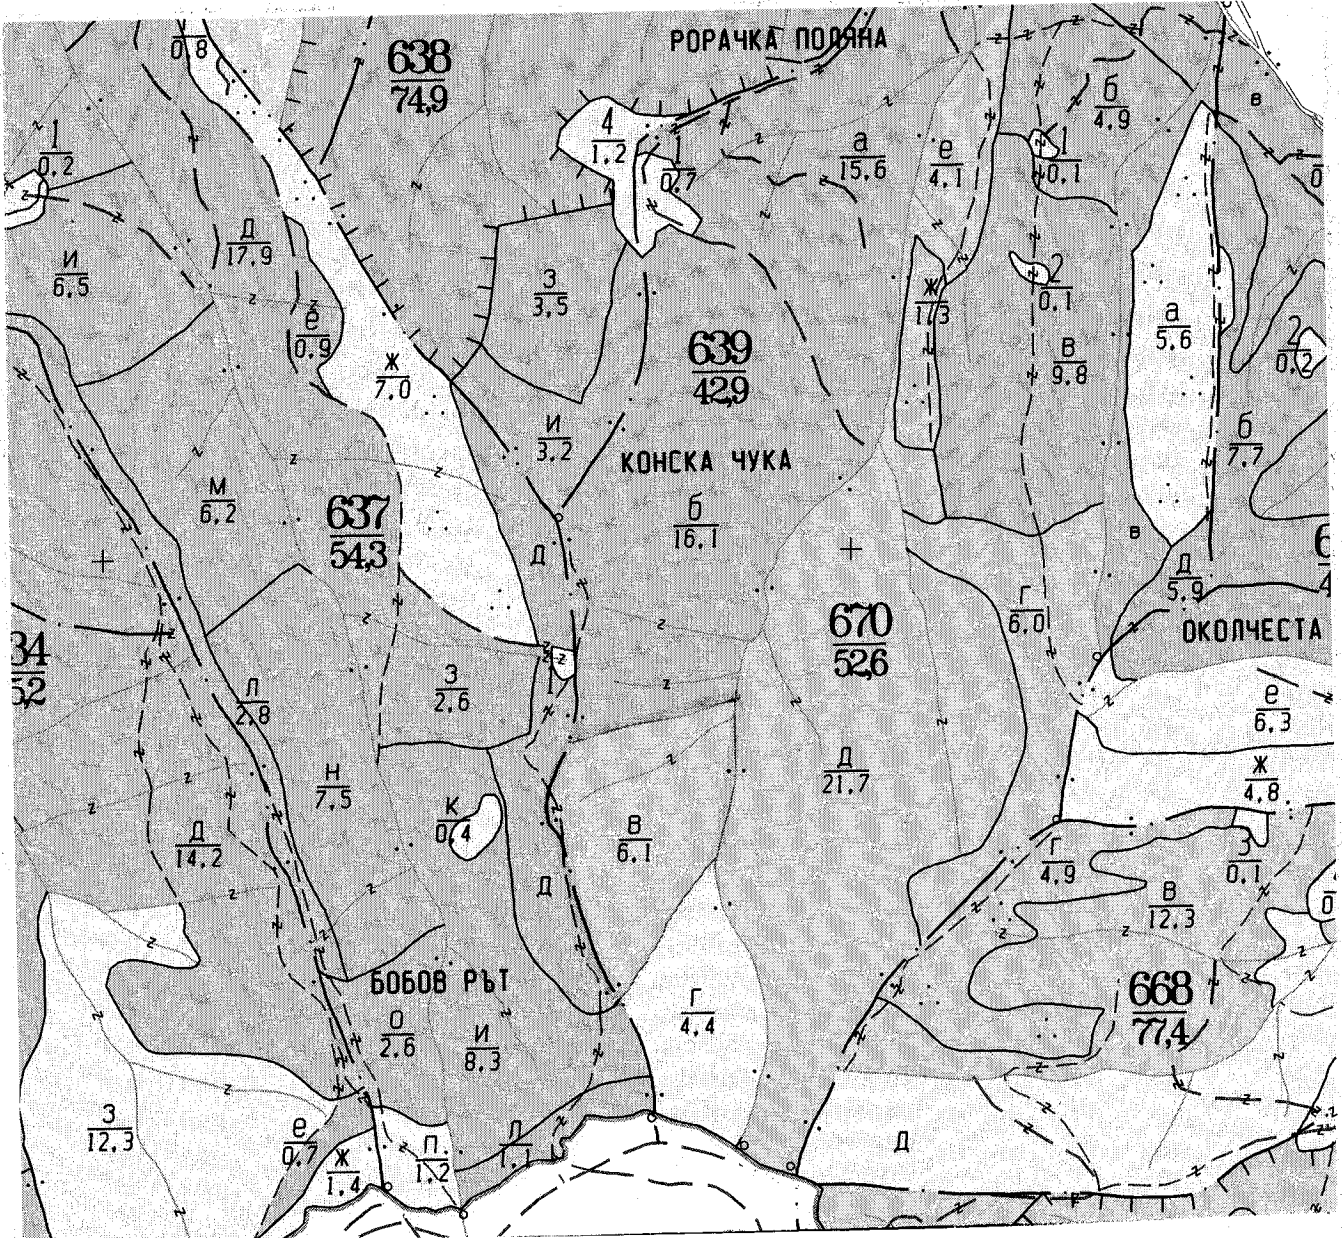 0,8
638
74,9
РОРАЧКА ПОЛЯНА
б
4,9
в
4
1,2
1
0,7
а
15,6
е
4,1
1
0,1
1
0,2
и
6,5
Д
17,9
З
3,5
ж
1,3
2
0,1
а
5,6
2
0,2
е
0,9
ж
7,0
639
42,9
в
9,8
и
3,2
КОНСКА ЧУКА
б
7,7
м
6,2
637
54,3
б
16,1
Д
в
Д
5,9
г
6,0
670
52,6
ОКОЛЧЕСТА
34
5,2
Л
2,8
З
2,6
1
е
6,3
Н
7,5
Д
21,7
ж
4,8
к
0,4
Д
14,2
в
6,1
г
4,9
З
0,1
Д
в
12,3
БОБОВ РЪТ
О
2,6
и
8,3
г
4,4
668
77,4
З
12,3
е
0,7
ж
1,4
п
1,2
Л
1,1
Д